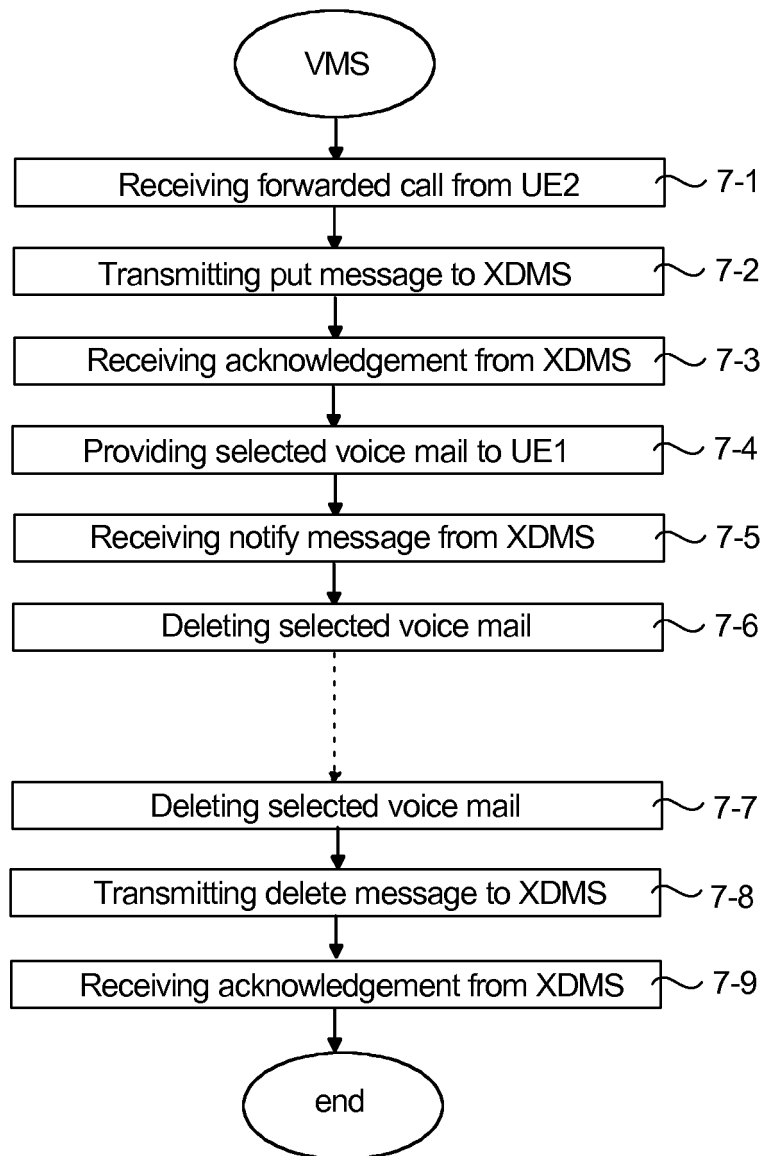 VMS
Receiving forwarded call from UE2 7-1
Transmitting put message to XDMS 7-2
Receiving acknowledgement from XDMS 7-3
Providing selected voice mail to UE1 7-4
Receiving notify message from XDMS 7-5
Deleting selected voice mail 7-6
Deleting selected voice mail 7-7
Transmitting delete message to XDMS 7-8
Receiving acknowledgement from XDMS 7-9
end